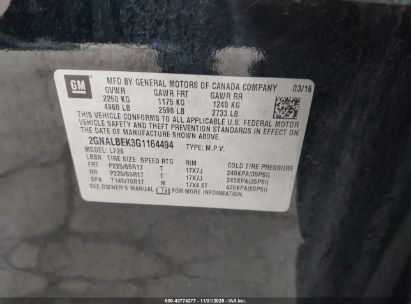 GM
MFD BY GENERAL MOTORS OF CANADA COMPANY
03/16
GVWR GAWR FRT GAWR RR
2250 KG 1175 KG 1240 KG
4960 LB 2590 LB 2733 LB
THIS VEHICLE CONFORMS TO ALL APPLICABLE
U.S. FEDERAL MOTOR VEHICLE SAFETY
THEFT PREVENTION STANDARDS IN EFFECT ON
THE DATE OF MANUFACTURE SHOWN ABOVE.
2GNALBEK3G1164494 TYPE: M.P.V.
MODEL: LF26
TIRE SIZE SPEED RTG RIM COLD TIRE PRESSURE
FRT P225/65R17 T 17X7J 240KPA(35PSI)
RR P225/65R17 T 17X7J 240KPA(35PSI)
SPA T145/70R17 M 17X4.5T 420KPA(60PSI)
SEE OWNER'S MANUAL FOR MORE INFORMATION.